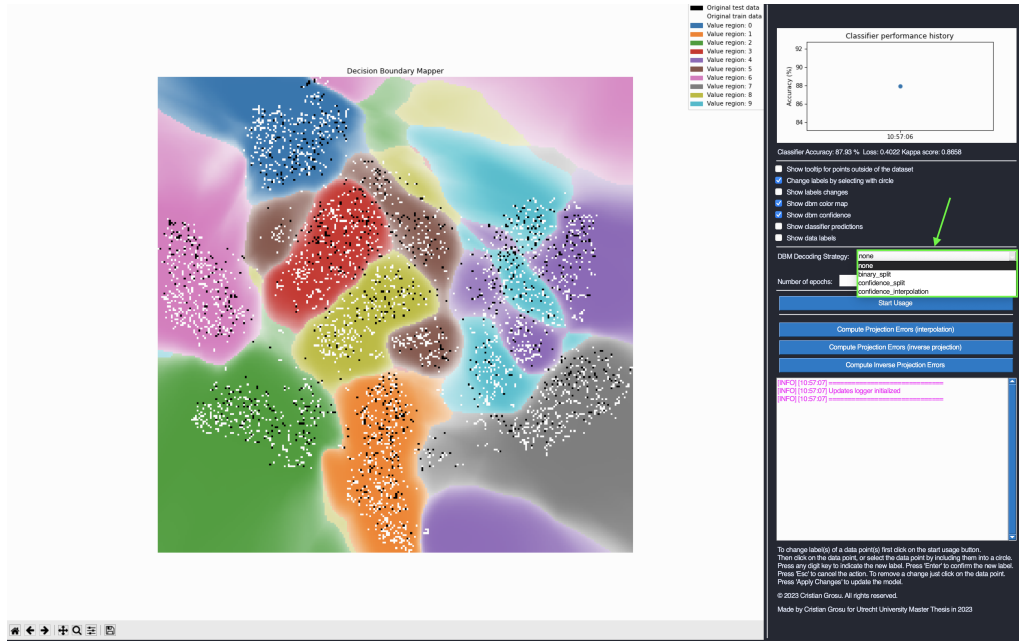 Original test data
Original train data
Value region: 0
Value region: 1
Value region: 2
Value region: 3
Value region: 4
Value region: 5
Value region: 6
Value region: 7
Value region: 8
Value region: 9
Decision Boundary Mapper
Classifier performance history
Accuracy (%)
92
90
88
86
84
10:57:06
Classifier Accuracy: 87.93 % Loss: 0.4022 Kappa score: 0.8658
Show tooltip for points outside of the dataset
Change labels by selecting with circle
Show labels changes
Show dbm color map
Show dbm confidence
Show classifier predictions
Show data labels
DBM Decoding Strategy: none
none
binary_split
confidence_split
confidence_interpolation
Number of epochs:
Start Usage
Compute Projection Errors (interpolation)
Compute Projection Errors (inverse projection)
Compute Inverse Projection Errors
[INFO] [10:57:07] ==============================
[INFO] [10:57:07] Updates logger initialized
[INFO] [10:57:07] ==============================
To change label(s) of a data point(s) first click on the start usage button.
Then click on the data point, or select the data point by including them into a circle.
Press any digit key to indicate the new label. Press 'Enter' to confirm the new label.
Press 'Esc' to cancel the action. To remove a change just click on the data point.
Press 'Apply Changes' to update the model.
© 2023 Cristian Grosu. All rights reserved.
Made by Cristian Grosu for Utrecht University Master Thesis in 2023